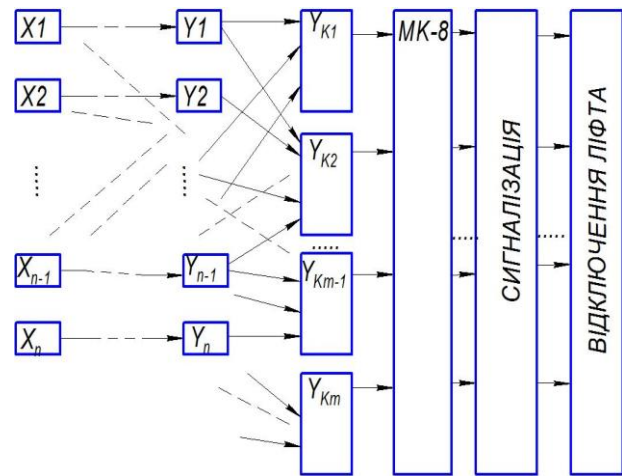 X1 Y1 Y_K1 МК-8
X2 Y2 Y_K2
X_n-1 Y_n-1 Y_Km-1
X_n Y_n
Y_Km
СИГНАЛІЗАЦІЯ
ВІДКЛЮЧЕННЯ ЛІФТА